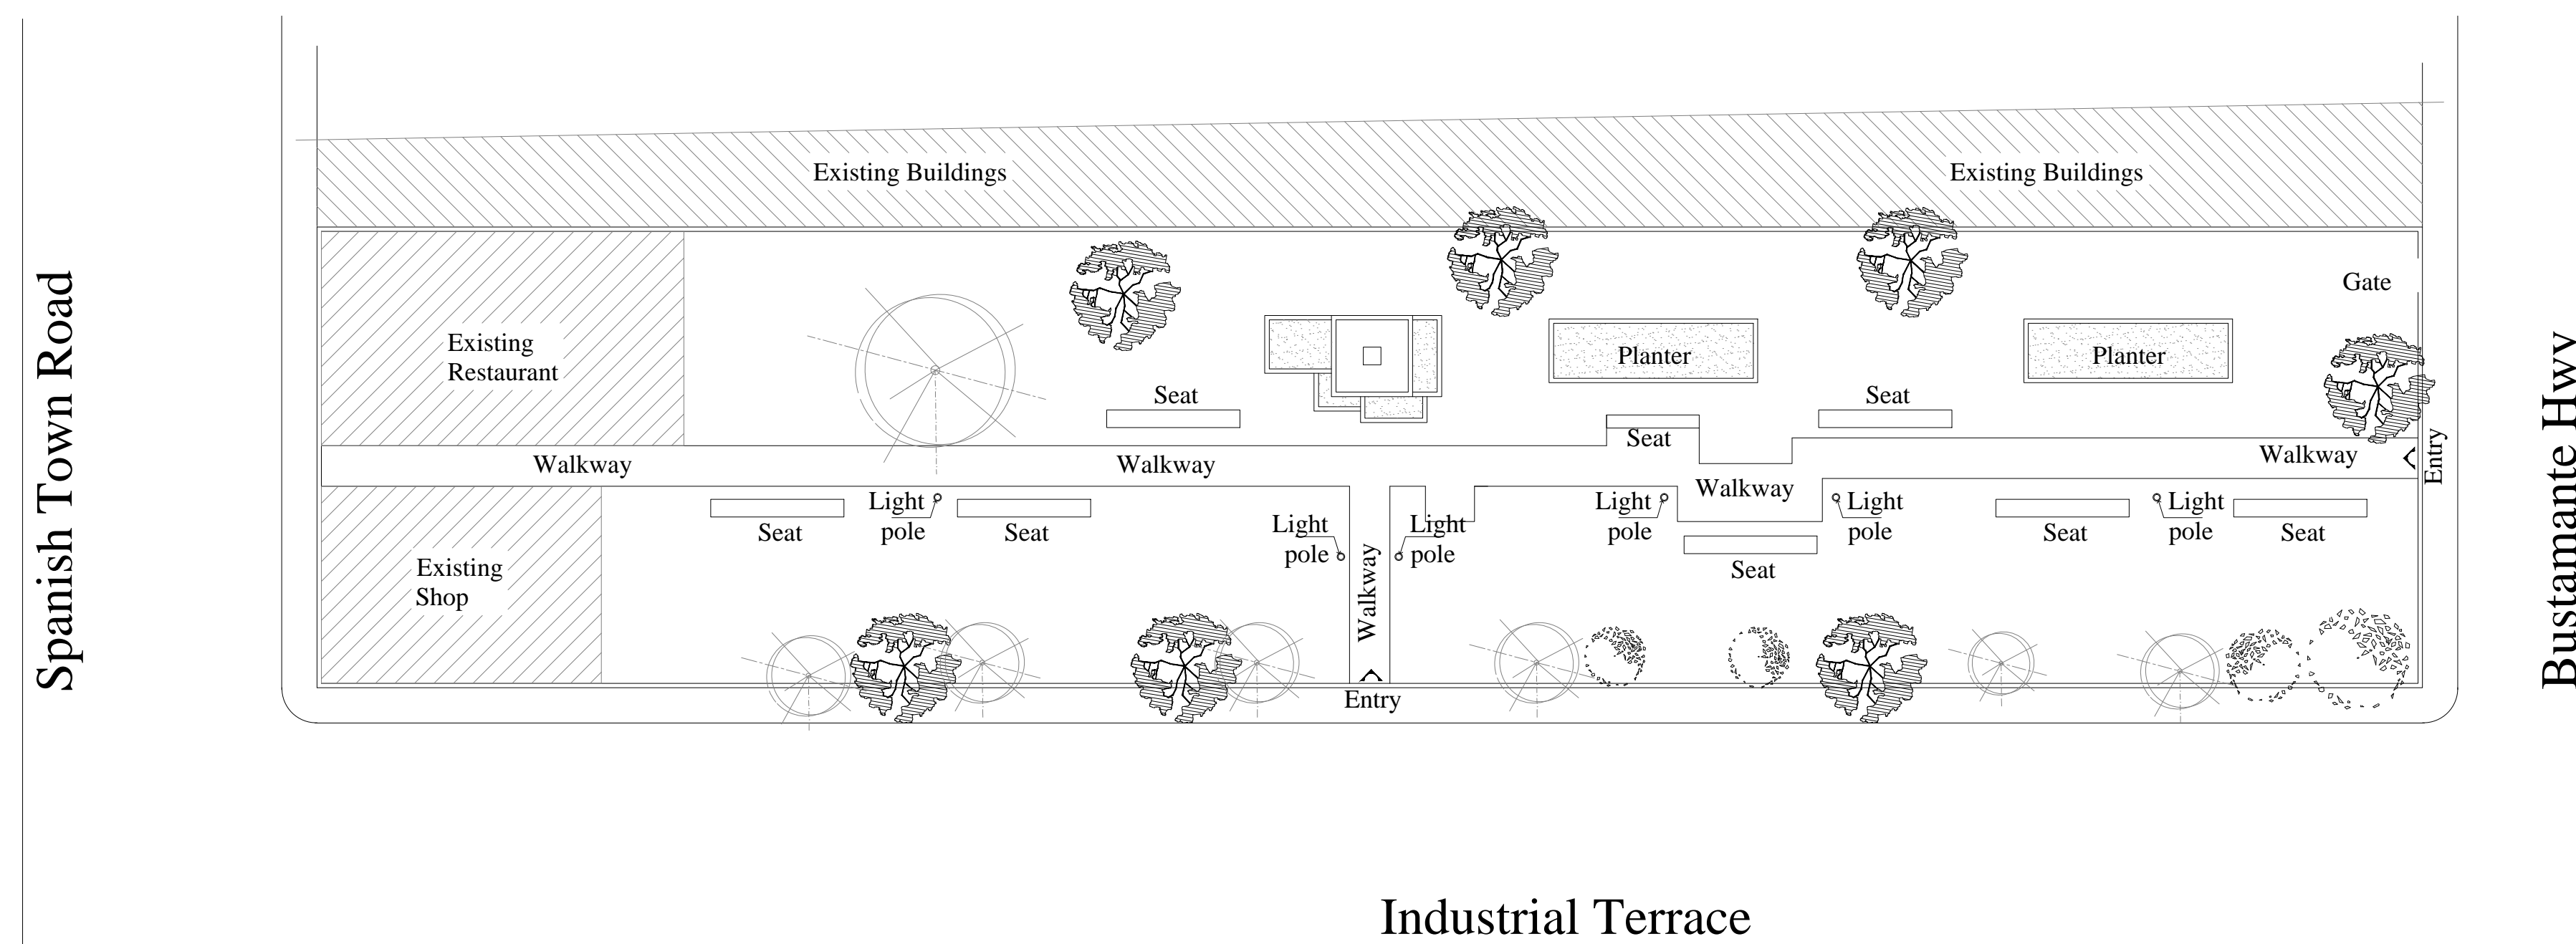 Existing Buildings
Existing Buildings
Gate
Existing
Restaurant
Planter
Planter
Seat
Seat
Seat
Walkway
Walkway
Walkway
Entry
Walkway
Light
pole
Seat
Seat
Light
pole
Light
pole
Light
pole
Light
pole
Seat
Light
pole
Seat
Seat
Existing
Shop
Walkway
Entry
Spanish Town Road
Bustamante Hwy
Industrial Terrace